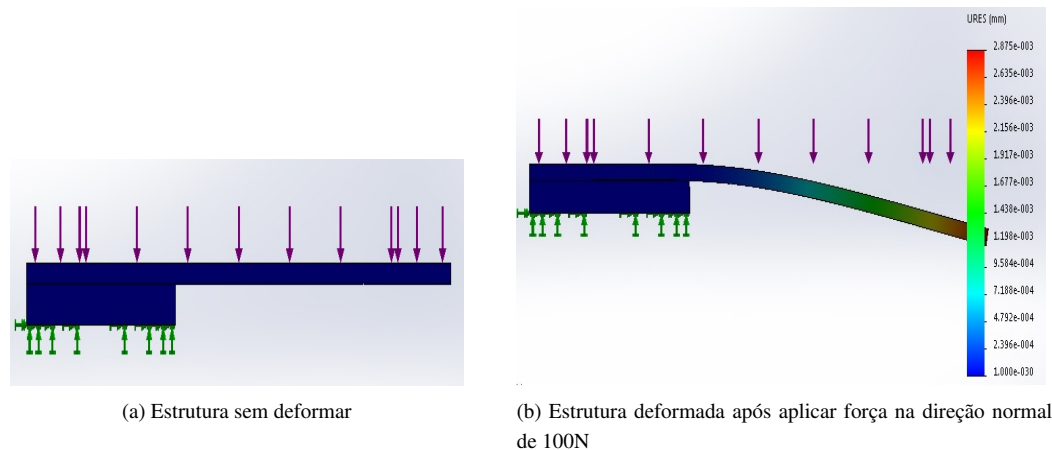 URES (mm)
2.875e-003
2.635e-003
2.396e-003
2.156e-003
1.917e-003
1.677e-003
1.438e-003
1.198e-003
9.584e-004
7.188e-004
4.792e-004
2.396e-004
1.000e-030
(a) Estrutura sem deformar
(b) Estrutura deformada após aplicar força na direção normal
de 100N